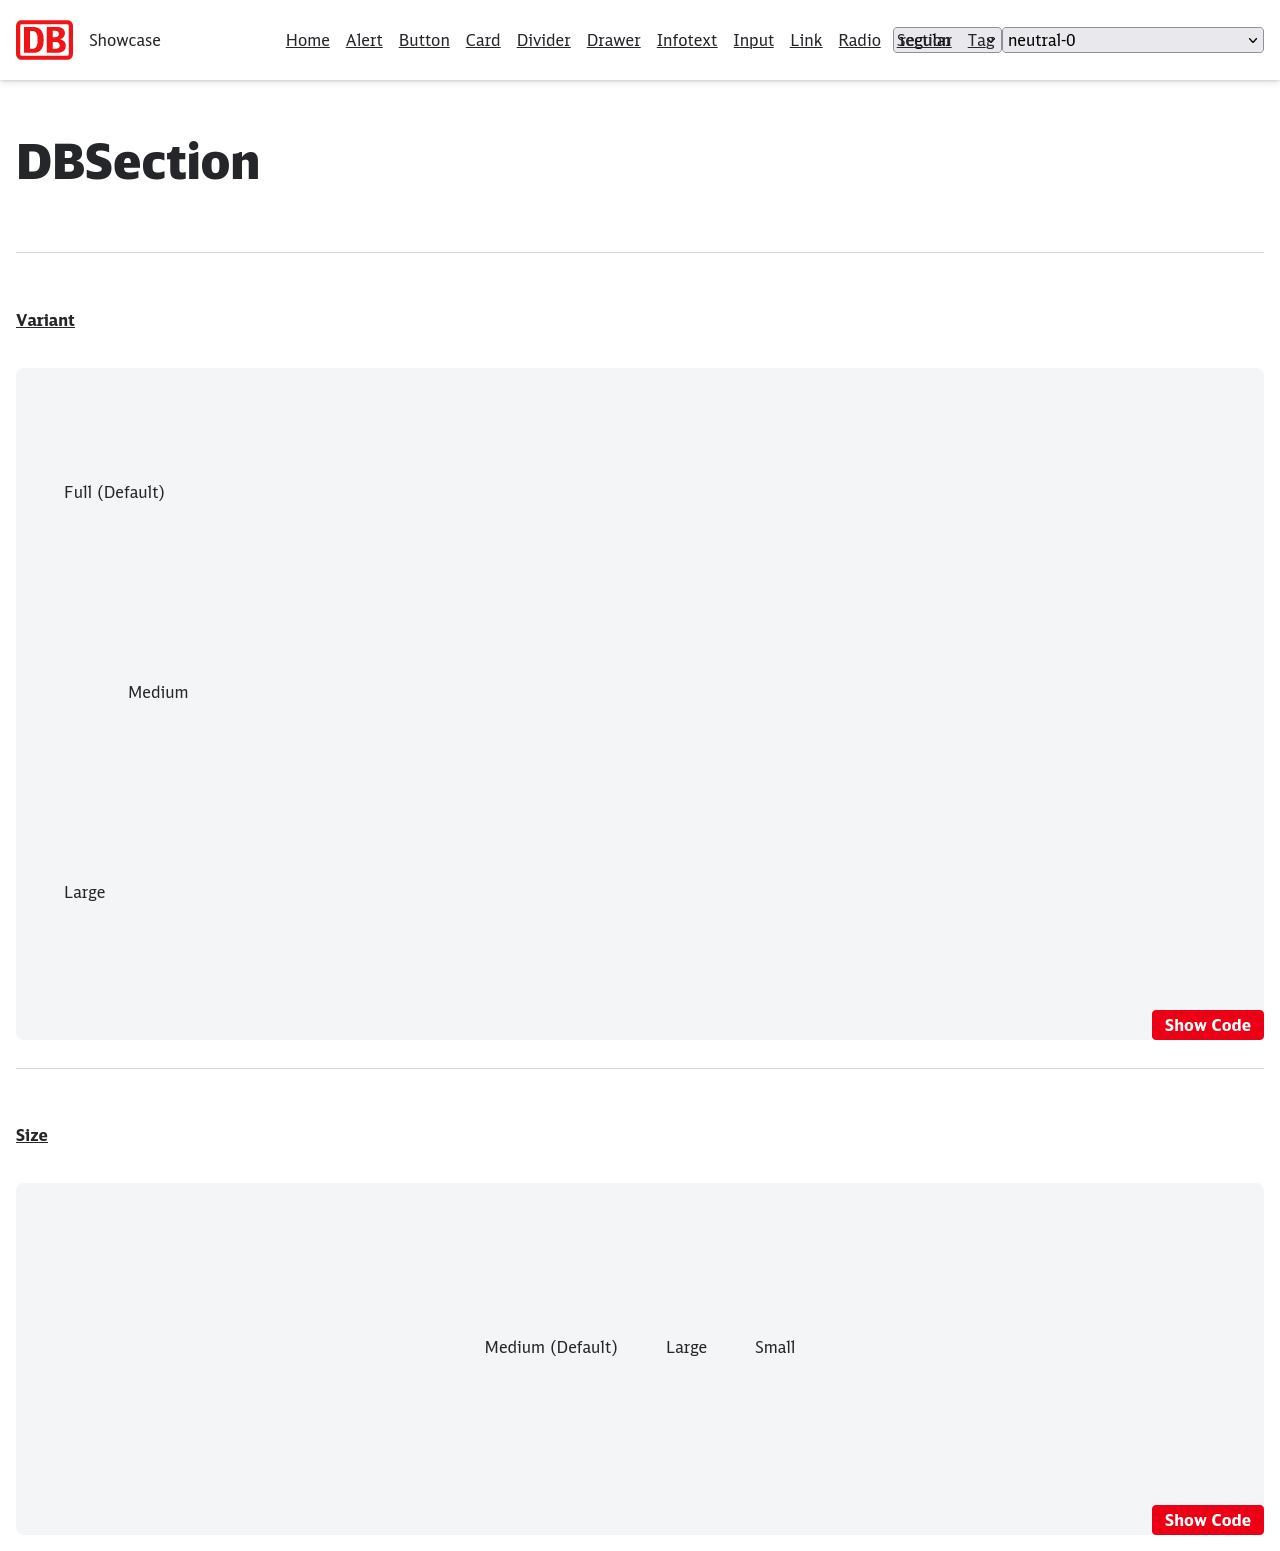 DB Showcase Home Alert Button Card Divider Drawer Infotext Input Link Radio Section Tag regular neutral-0
DBSection
Variant
Full (Default)
Medium
Large
Show Code
Size
Medium (Default) Large Small
Show Code